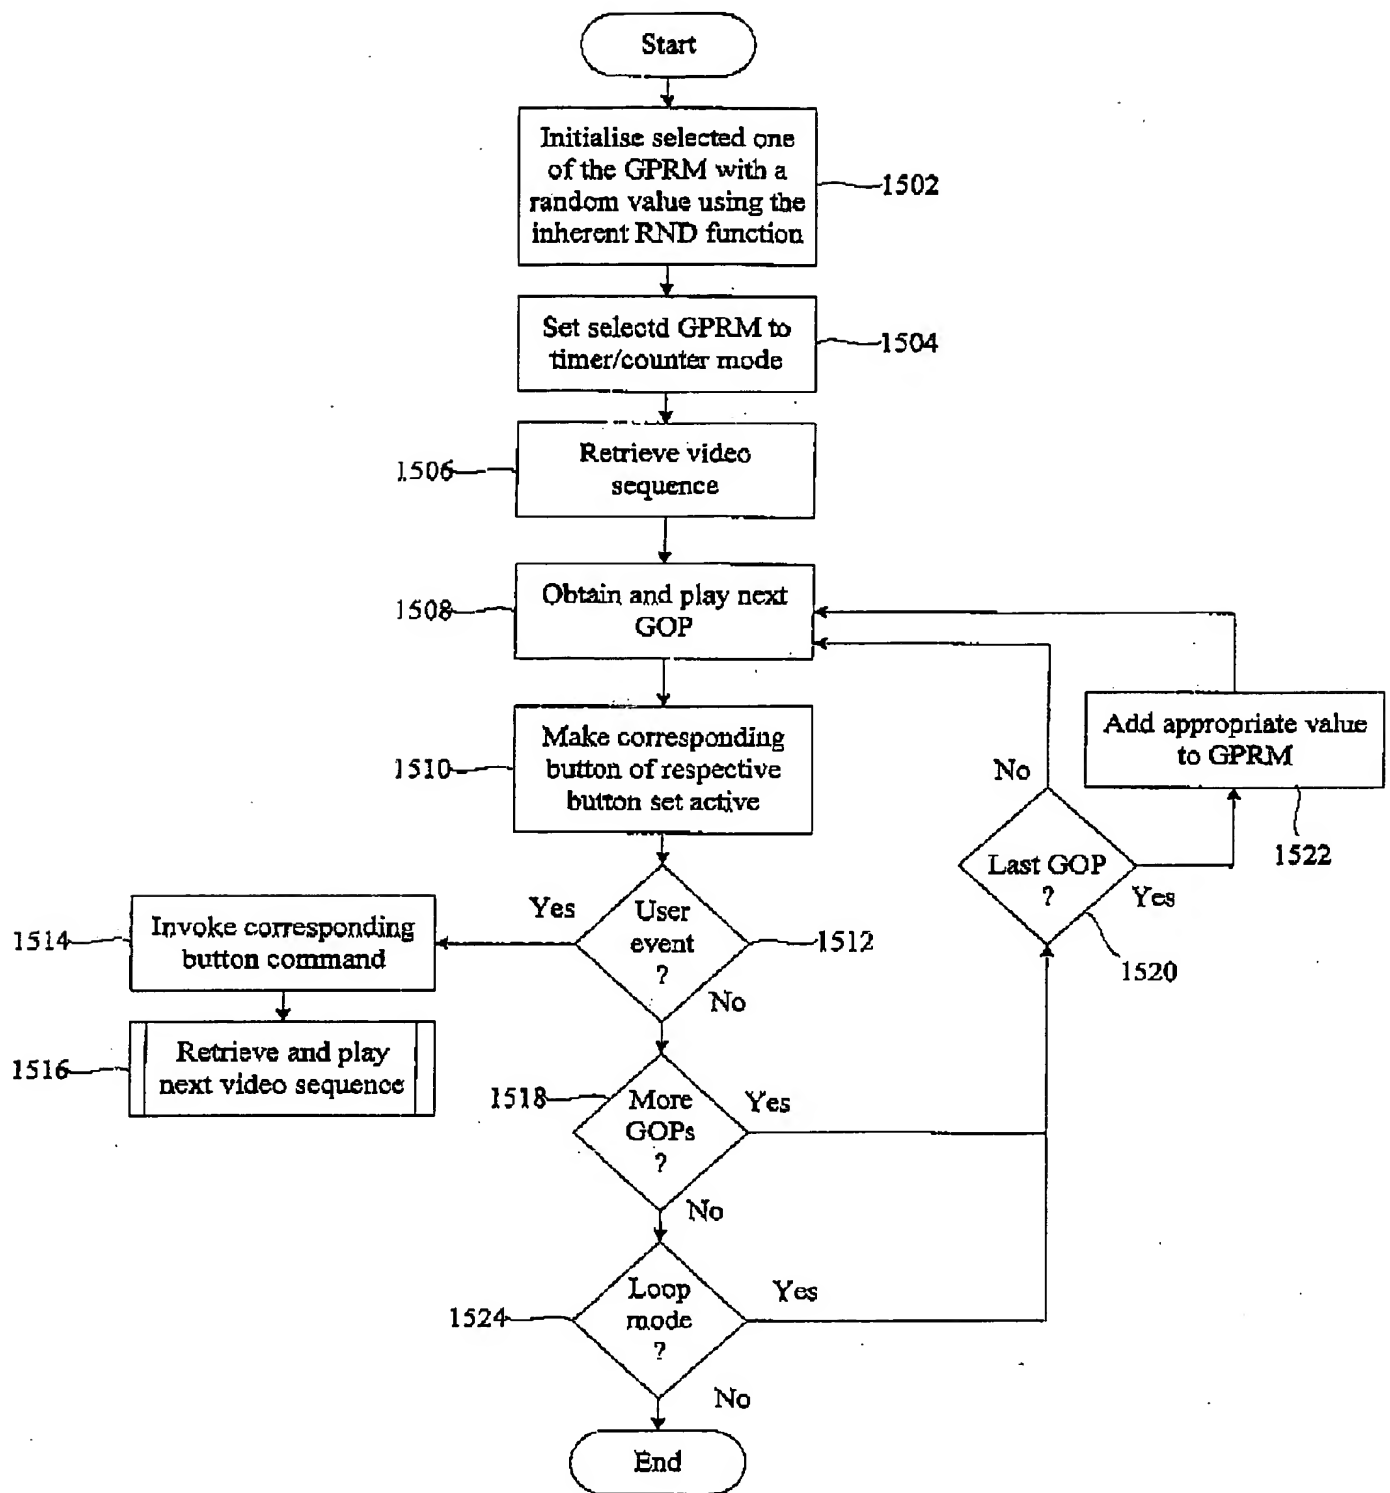 Start
Initialise selected one
of the GPRM with a
random value using the
inherent RND function
1502
Set selectd GPRM to
timer/counter mode
1504
Retrieve video
sequence
1506
Obtain and play next
GOP
1508
Make corresponding
button of respective
button set active
1510
Add appropriate value
to GPRM
1522
No
Last GOP
?
Yes
1520
User
event
?
1512
Yes
No
Invoke corresponding
button command
1514
Retrieve and play
next video sequence
1516
More
GOPs
?
1518
Yes
No
Loop
mode
?
1524
Yes
No
End